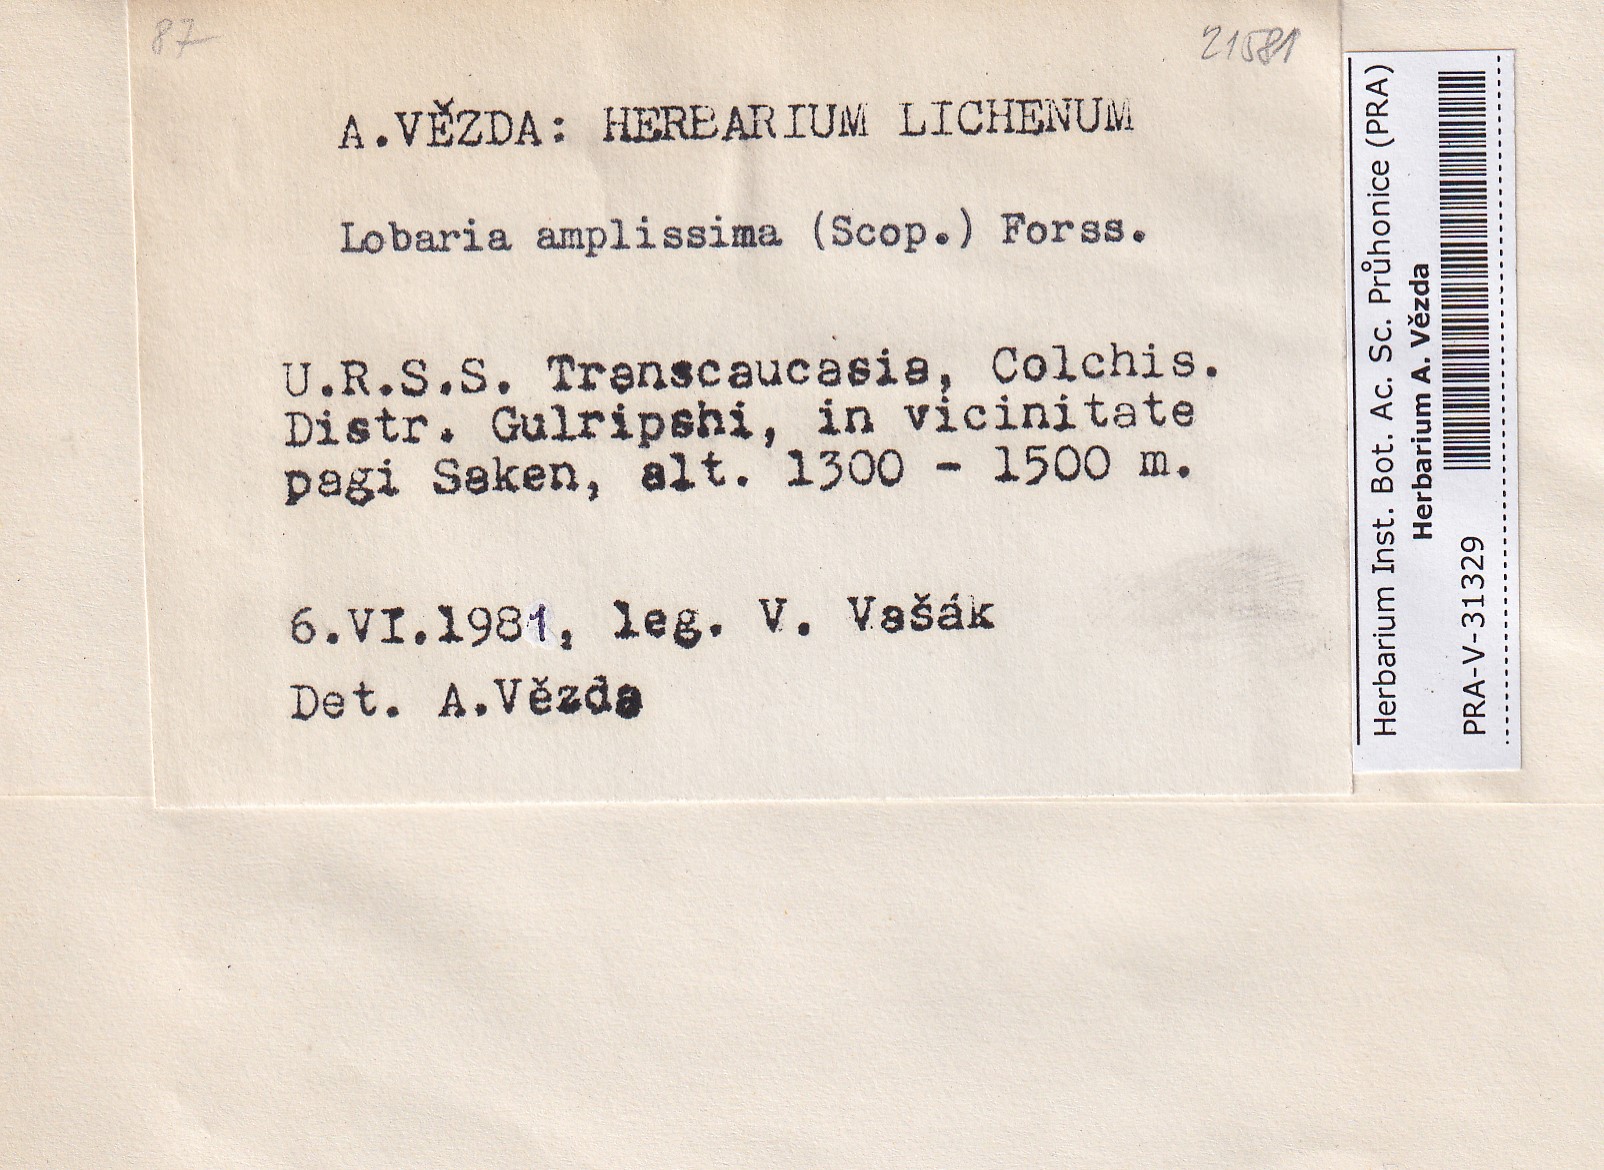 87
21581
A.VĚZDA: HERBARIUM LICHENUM
Lobaria amplissima (Scop.) Forss.
U.R.S.S. Transcaucasia, Colchis.
Distr. Gulripshi, in vicinitate
pagi Saken, alt. 1300 - 1500 m.
6.VI.1981, leg. V. Vašák
Det. A.Vězda
Herbarium Inst. Bot. Ac. Sc. Průhonice (PRA)
Herbarium A. Vězda
PRA-V-31329